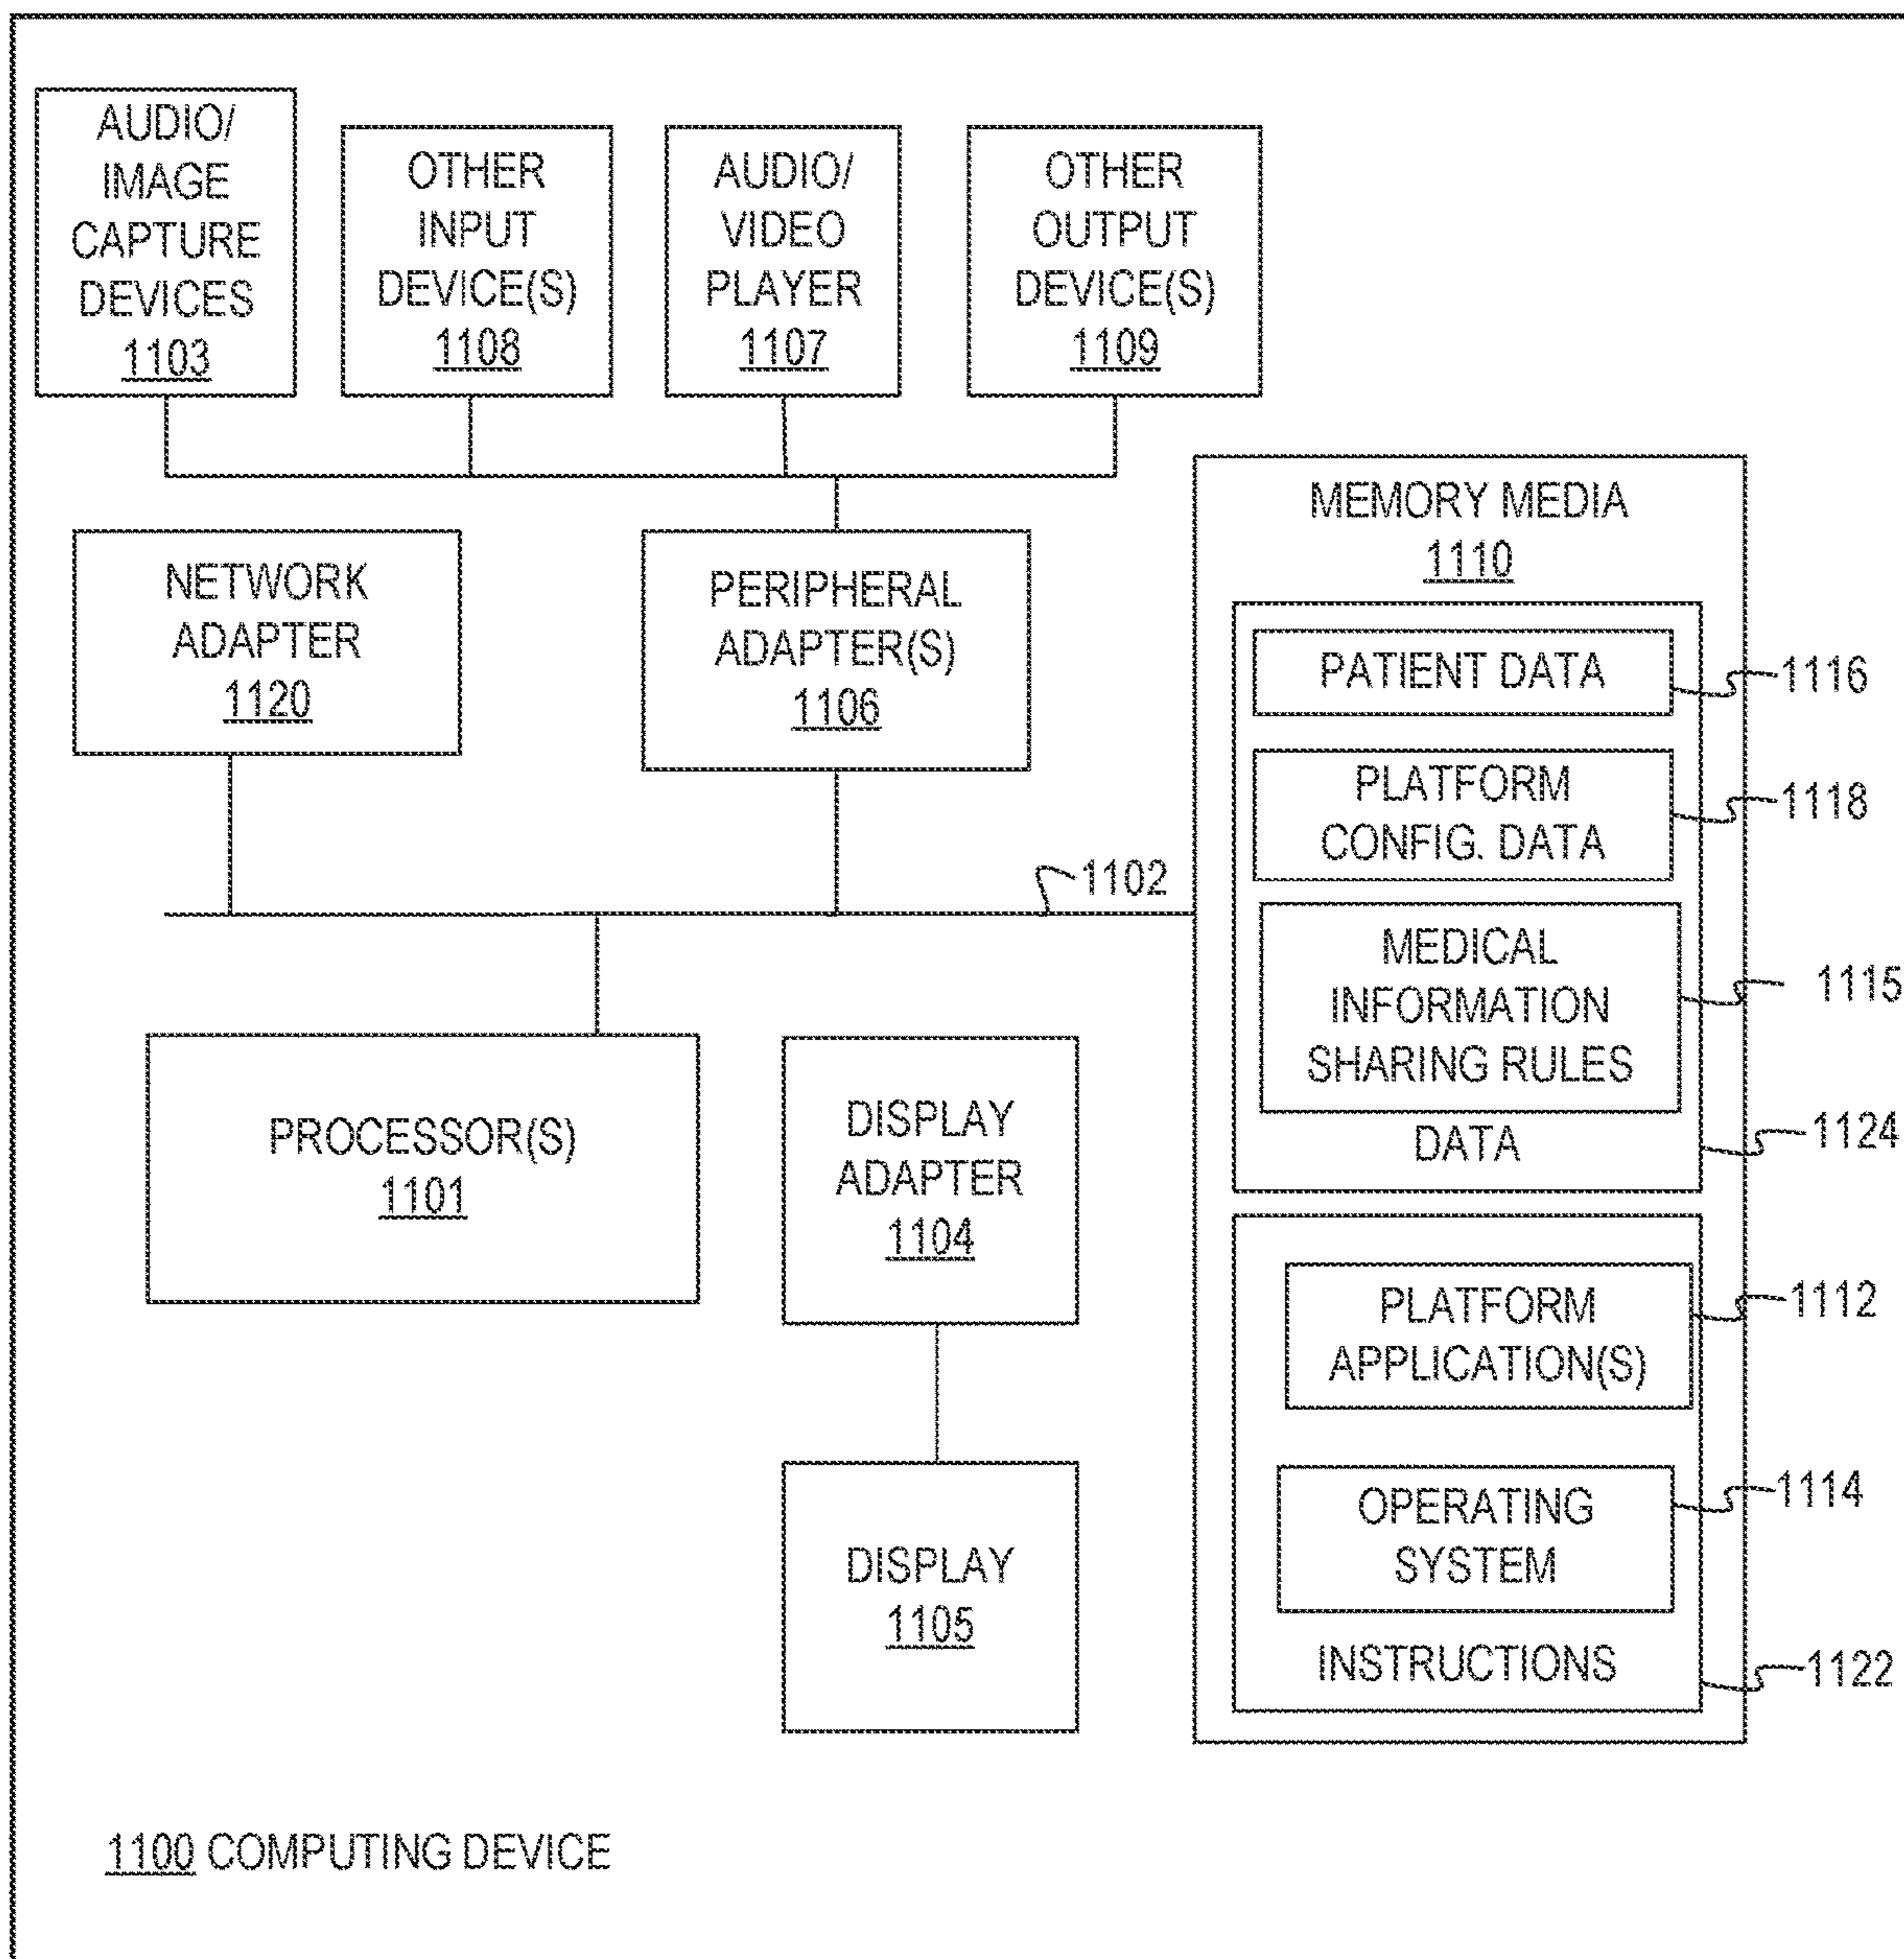 AUDIO/
IMAGE
CAPTURE
DEVICES
1103
OTHER
INPUT
DEVICE(S)
1108
AUDIO/
VIDEO
PLAYER
1107
OTHER
OUTPUT
DEVICE(S)
1109
NETWORK
ADAPTER
1120
PERIPHERAL
ADAPTER(S)
1106
MEMORY MEDIA
1110
PATIENT DATA
1116
PLATFORM
CONFIG. DATA
1118
1102
MEDICAL
INFORMATION
SHARING RULES
1115
DATA
1124
PROCESSOR(S)
1101
DISPLAY
ADAPTER
1104
PLATFORM
APPLICATION(S)
1112
OPERATING
SYSTEM
1114
DISPLAY
1105
INSTRUCTIONS
1122
1100 COMPUTING DEVICE